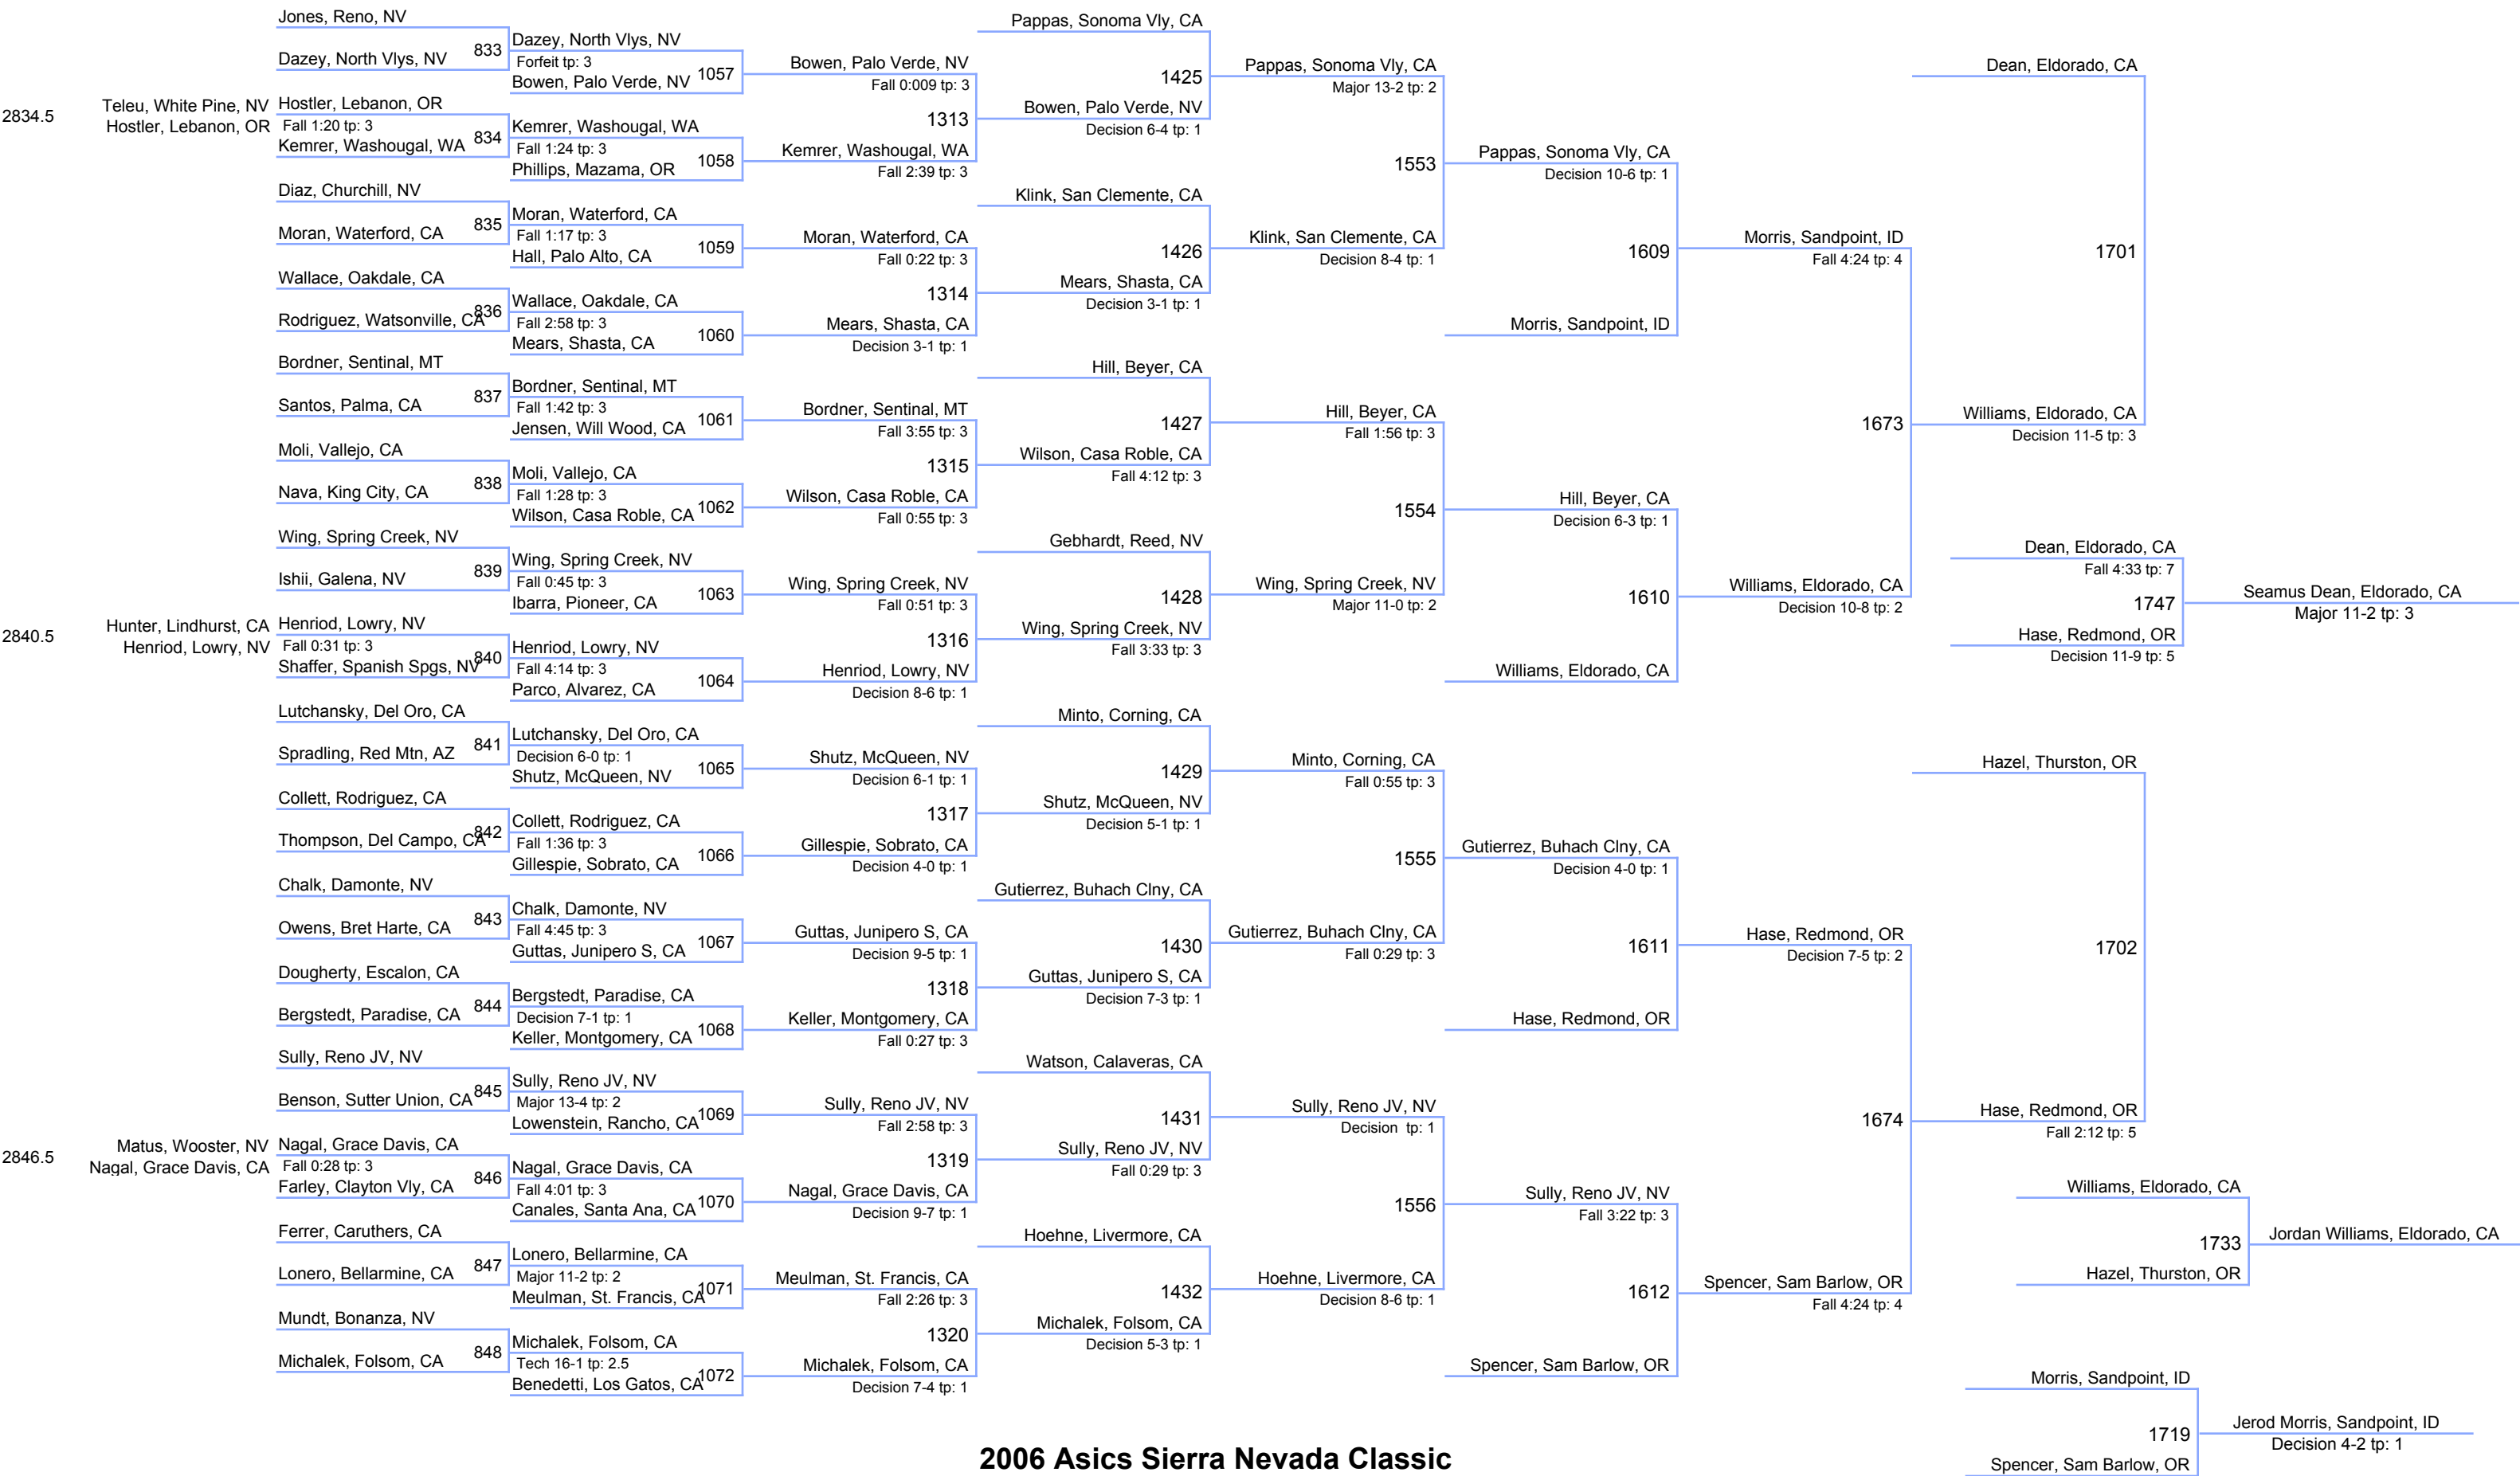 Jones, Reno, NV
833
Dazey, North Vlys, NV
2834.5
Teleu, White Pine, NV
Hostler, Lebanon, OR
Hostler, Lebanon, OR
Fall 1:20 tp: 3
834
Kemrer, Washougal, WA
Diaz, Churchill, NV
835
Moran, Waterford, CA
Wallace, Oakdale, CA
836
Rodriguez, Watsonville, CA
Bordner, Sentinal, MT
837
Santos, Palma, CA
Moli, Vallejo, CA
838
Nava, King City, CA
Wing, Spring Creek, NV
839
Ishii, Galena, NV
2840.5
Hunter, Lindhurst, CA
Henriod, Lowry, NV
Henriod, Lowry, NV
Fall 0:31 tp: 3
840
Shaffer, Spanish Spgs, NV
Lutchansky, Del Oro, CA
841
Spradling, Red Mtn, AZ
Collett, Rodriguez, CA
842
Thompson, Del Campo, CA
Chalk, Damonte, NV
843
Owens, Bret Harte, CA
Dougherty, Escalon, CA
844
Bergstedt, Paradise, CA
Sully, Reno JV, NV
845
Benson, Sutter Union, CA
2846.5
Matus, Wooster, NV
Nagal, Grace Davis, CA
Nagal, Grace Davis, CA
Fall 0:28 tp: 3
846
Farley, Clayton Vly, CA
Ferrer, Caruthers, CA
847
Lonero, Bellarmine, CA
Mundt, Bonanza, NV
848
Michalek, Folsom, CA
Dazey, North Vlys, NV
Forfeit tp: 3
1057
Bowen, Palo Verde, NV
Kemrer, Washougal, WA
Fall 1:24 tp: 3
1058
Phillips, Mazama, OR
Moran, Waterford, CA
Fall 1:17 tp: 3
1059
Hall, Palo Alto, CA
Wallace, Oakdale, CA
Fall 2:58 tp: 3
1060
Mears, Shasta, CA
Bordner, Sentinal, MT
Fall 1:42 tp: 3
1061
Jensen, Will Wood, CA
Moli, Vallejo, CA
Fall 1:28 tp: 3
1062
Wilson, Casa Roble, CA
Wing, Spring Creek, NV
Fall 0:45 tp: 3
1063
Ibarra, Pioneer, CA
Henriod, Lowry, NV
Fall 4:14 tp: 3
1064
Parco, Alvarez, CA
Lutchansky, Del Oro, CA
Decision 6-0 tp: 1
1065
Shutz, McQueen, NV
Collett, Rodriguez, CA
Fall 1:36 tp: 3
1066
Gillespie, Sobrato, CA
Chalk, Damonte, NV
Fall 4:45 tp: 3
1067
Guttas, Junipero S, CA
Bergstedt, Paradise, CA
Decision 7-1 tp: 1
1068
Keller, Montgomery, CA
Sully, Reno JV, NV
Major 13-4 tp: 2
1069
Lowenstein, Rancho, CA
Nagal, Grace Davis, CA
Fall 4:01 tp: 3
1070
Canales, Santa Ana, CA
Lonero, Bellarmine, CA
Major 11-2 tp: 2
1071
Meulman, St. Francis, CA
Michalek, Folsom, CA
Tech 16-1 tp: 2.5
1072
Benedetti, Los Gatos, CA
Bowen, Palo Verde, NV
Fall 0:009 tp: 3
1313
Kemrer, Washougal, WA
Fall 2:39 tp: 3
Moran, Waterford, CA
Fall 0:22 tp: 3
1314
Mears, Shasta, CA
Decision 3-1 tp: 1
Bordner, Sentinal, MT
Fall 3:55 tp: 3
1315
Wilson, Casa Roble, CA
Fall 0:55 tp: 3
Wing, Spring Creek, NV
Fall 0:51 tp: 3
1316
Henriod, Lowry, NV
Decision 8-6 tp: 1
Shutz, McQueen, NV
Decision 6-1 tp: 1
1317
Gillespie, Sobrato, CA
Decision 4-0 tp: 1
Guttas, Junipero S, CA
Decision 9-5 tp: 1
1318
Keller, Montgomery, CA
Fall 0:27 tp: 3
Sully, Reno JV, NV
Fall 2:58 tp: 3
1319
Nagal, Grace Davis, CA
Decision 9-7 tp: 1
Meulman, St. Francis, CA
Fall 2:26 tp: 3
1320
Michalek, Folsom, CA
Decision 7-4 tp: 1
Pappas, Sonoma Vly, CA
1425
Bowen, Palo Verde, NV
Decision 6-4 tp: 1
Klink, San Clemente, CA
1426
Mears, Shasta, CA
Decision 3-1 tp: 1
Hill, Beyer, CA
1427
Wilson, Casa Roble, CA
Fall 4:12 tp: 3
Gebhardt, Reed, NV
1428
Wing, Spring Creek, NV
Fall 3:33 tp: 3
Minto, Corning, CA
1429
Shutz, McQueen, NV
Decision 5-1 tp: 1
Gutierrez, Buhach Clny, CA
1430
Guttas, Junipero S, CA
Decision 7-3 tp: 1
Watson, Calaveras, CA
1431
Sully, Reno JV, NV
Fall 0:29 tp: 3
Hoehne, Livermore, CA
1432
Michalek, Folsom, CA
Decision 5-3 tp: 1
Pappas, Sonoma Vly, CA
Major 13-2 tp: 2
1553
Klink, San Clemente, CA
Decision 8-4 tp: 1
Hill, Beyer, CA
Fall 1:56 tp: 3
1554
Wing, Spring Creek, NV
Major 11-0 tp: 2
Minto, Corning, CA
Fall 0:55 tp: 3
1555
Gutierrez, Buhach Clny, CA
Fall 0:29 tp: 3
Sully, Reno JV, NV
Decision tp: 1
1556
Hoehne, Livermore, CA
Decision 8-6 tp: 1
Pappas, Sonoma Vly, CA
Decision 10-6 tp: 1
1609
Morris, Sandpoint, ID
Hill, Beyer, CA
Decision 6-3 tp: 1
1610
Williams, Eldorado, CA
Gutierrez, Buhach Clny, CA
Decision 4-0 tp: 1
1611
Hase, Redmond, OR
Sully, Reno JV, NV
Fall 3:22 tp: 3
1612
Spencer, Sam Barlow, OR
Morris, Sandpoint, ID
Fall 4:24 tp: 4
1673
Williams, Eldorado, CA
Decision 10-8 tp: 2
Hase, Redmond, OR
Decision 7-5 tp: 2
1674
Spencer, Sam Barlow, OR
Fall 4:24 tp: 4
Dean, Eldorado, CA
1701
Williams, Eldorado, CA
Decision 11-5 tp: 3
Hazel, Thurston, OR
1702
Hase, Redmond, OR
Fall 2:12 tp: 5
Dean, Eldorado, CA
Fall 4:33 tp: 7
1747
Hase, Redmond, OR
Decision 11-9 tp: 5
Seamus Dean, Eldorado, CA
Major 11-2 tp: 3
Williams, Eldorado, CA
1733
Hazel, Thurston, OR
Jordan Williams, Eldorado, CA
Morris, Sandpoint, ID
1719
Spencer, Sam Barlow, OR
Jerod Morris, Sandpoint, ID
Decision 4-2 tp: 1
2006 Asics Sierra Nevada Classic